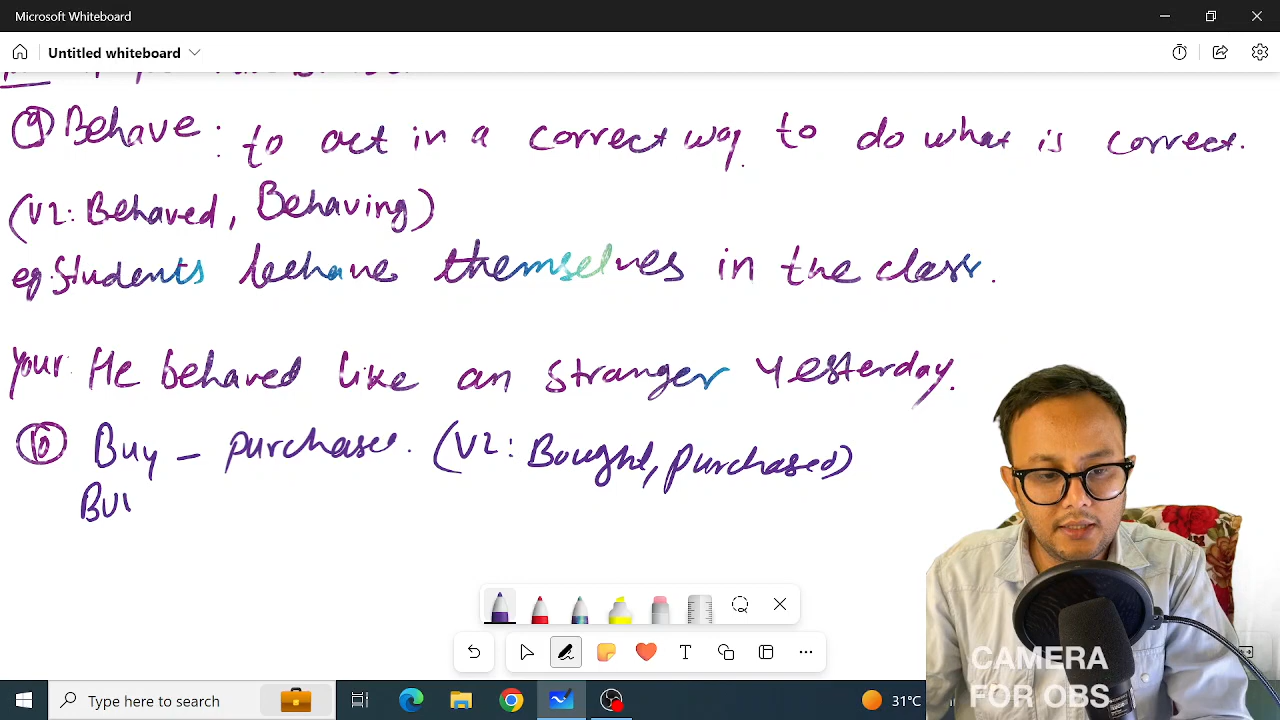 Microsoft Whiteboard
Untitled whiteboard
9 Behave: to act in a correct way. to do what is correct.
(V2: Behaved, Behaving)
eg. Students behave themselves in the class.
your: He behaved like an stranger yesterday.
10 Buy - purchase. (V2: Bought, purchased)
BUY
CAMERA
FOR OBS
Type here to search
31°C